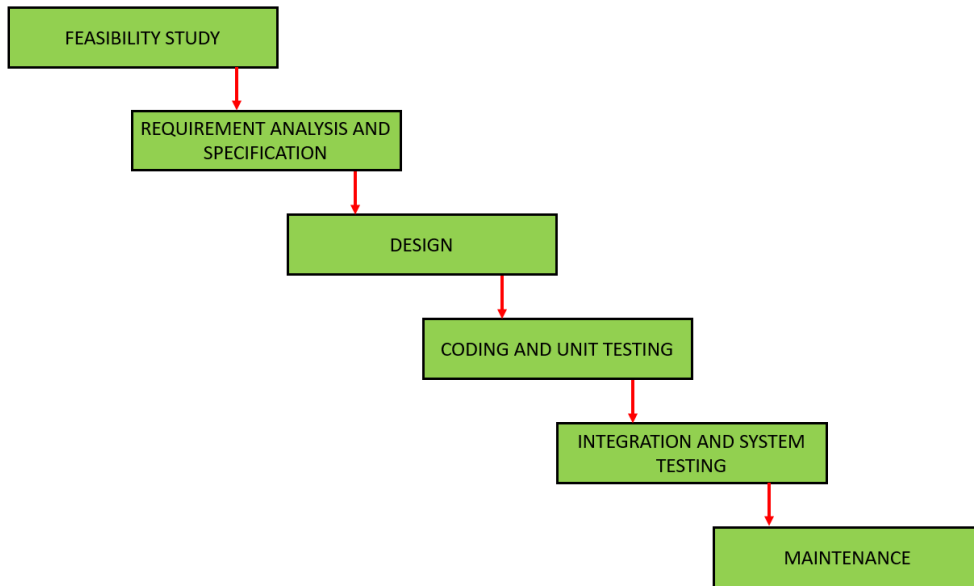 FEASIBILITY STUDY
REQUIREMENT ANALYSIS AND
SPECIFICATION
DESIGN
CODING AND UNIT TESTING
INTEGRATION AND SYSTEM
TESTING
MAINTENANCE